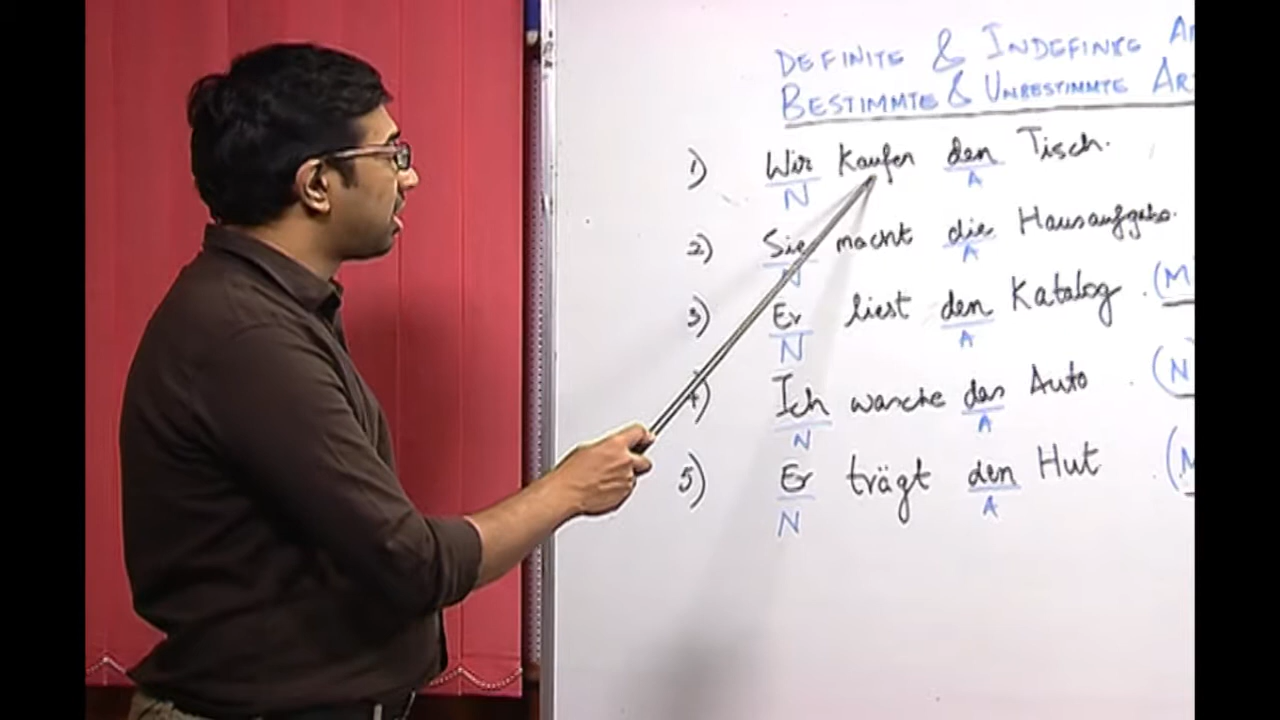 DEFINITE & INDEFINITE
BESTIMMTE & UNBESTIMMTE
1) Wir kaufen den Tisch.
N A
2) Sie macht die Hausaufgabe.
N A
3) Er liest den Katalog. (M
N A
4) Ich wasche das Auto. (N
N A
5) Er trägt den Hut. (M
N A